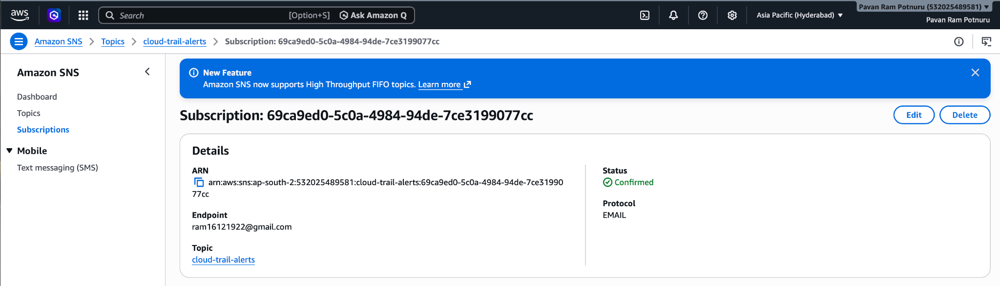 aws
Search
[Option+S]
Ask Amazon Q
Asia Pacific (Hyderabad)
Pavan Ram Potnuru (532025489581)
Pavan Ram Potnuru
Amazon SNS
Topics
cloud-trail-alerts
Subscription: 69ca9ed0-5c0a-4984-94de-7ce3199077cc
Amazon SNS
Dashboard
Topics
Subscriptions
Mobile
Text messaging (SMS)
New Feature
Amazon SNS now supports High Throughput FIFO topics. Learn more
Subscription: 69ca9ed0-5c0a-4984-94de-7ce3199077cc
Edit
Delete
Details
ARN
arn:aws:sns:ap-south-2:532025489581:cloud-trail-alerts:69ca9ed0-5c0a-4984-94de-7ce31990
77cc
Endpoint
ram16121922@gmail.com
Topic
cloud-trail-alerts
Status
Confirmed
Protocol
EMAIL